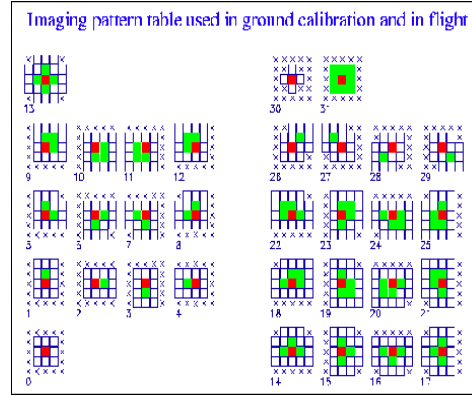 Imaging pattern table used in ground calibration and in flight
13 30 31
9 10 11 12 26 27 28 29
5 6 7 8 22 23 24 25
1 2 3 4 18 19 20 21
0 14 15 16 17